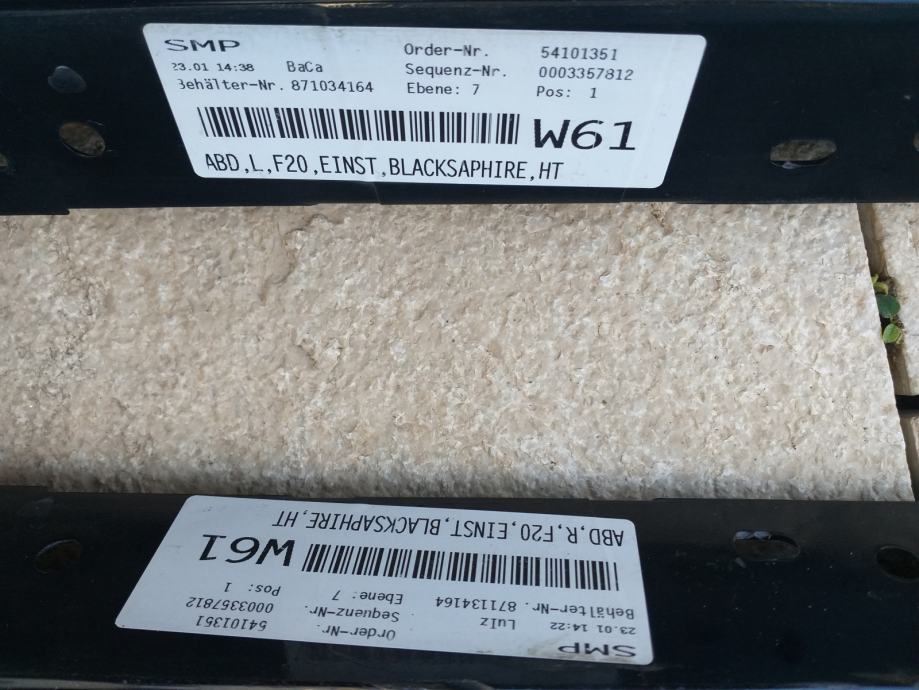 SMP
23.01 14:38 BaCa
Behälter-Nr. 871034164
Order-Nr. 54101351
Sequenz-Nr. 0003357812
Ebene: 7 Pos: 1
W61
ABD,L,F20,EINST,BLACKSAPHIRE,HT
SMP
23.01 14:22 LuIz
Behälter-Nr. 871134164
Order-Nr. 54101351
Sequenz-Nr. 0003357812
Ebene: 7 Pos: 1
W61
ABD,R,F20,EINST,BLACKSAPHIRE,HT